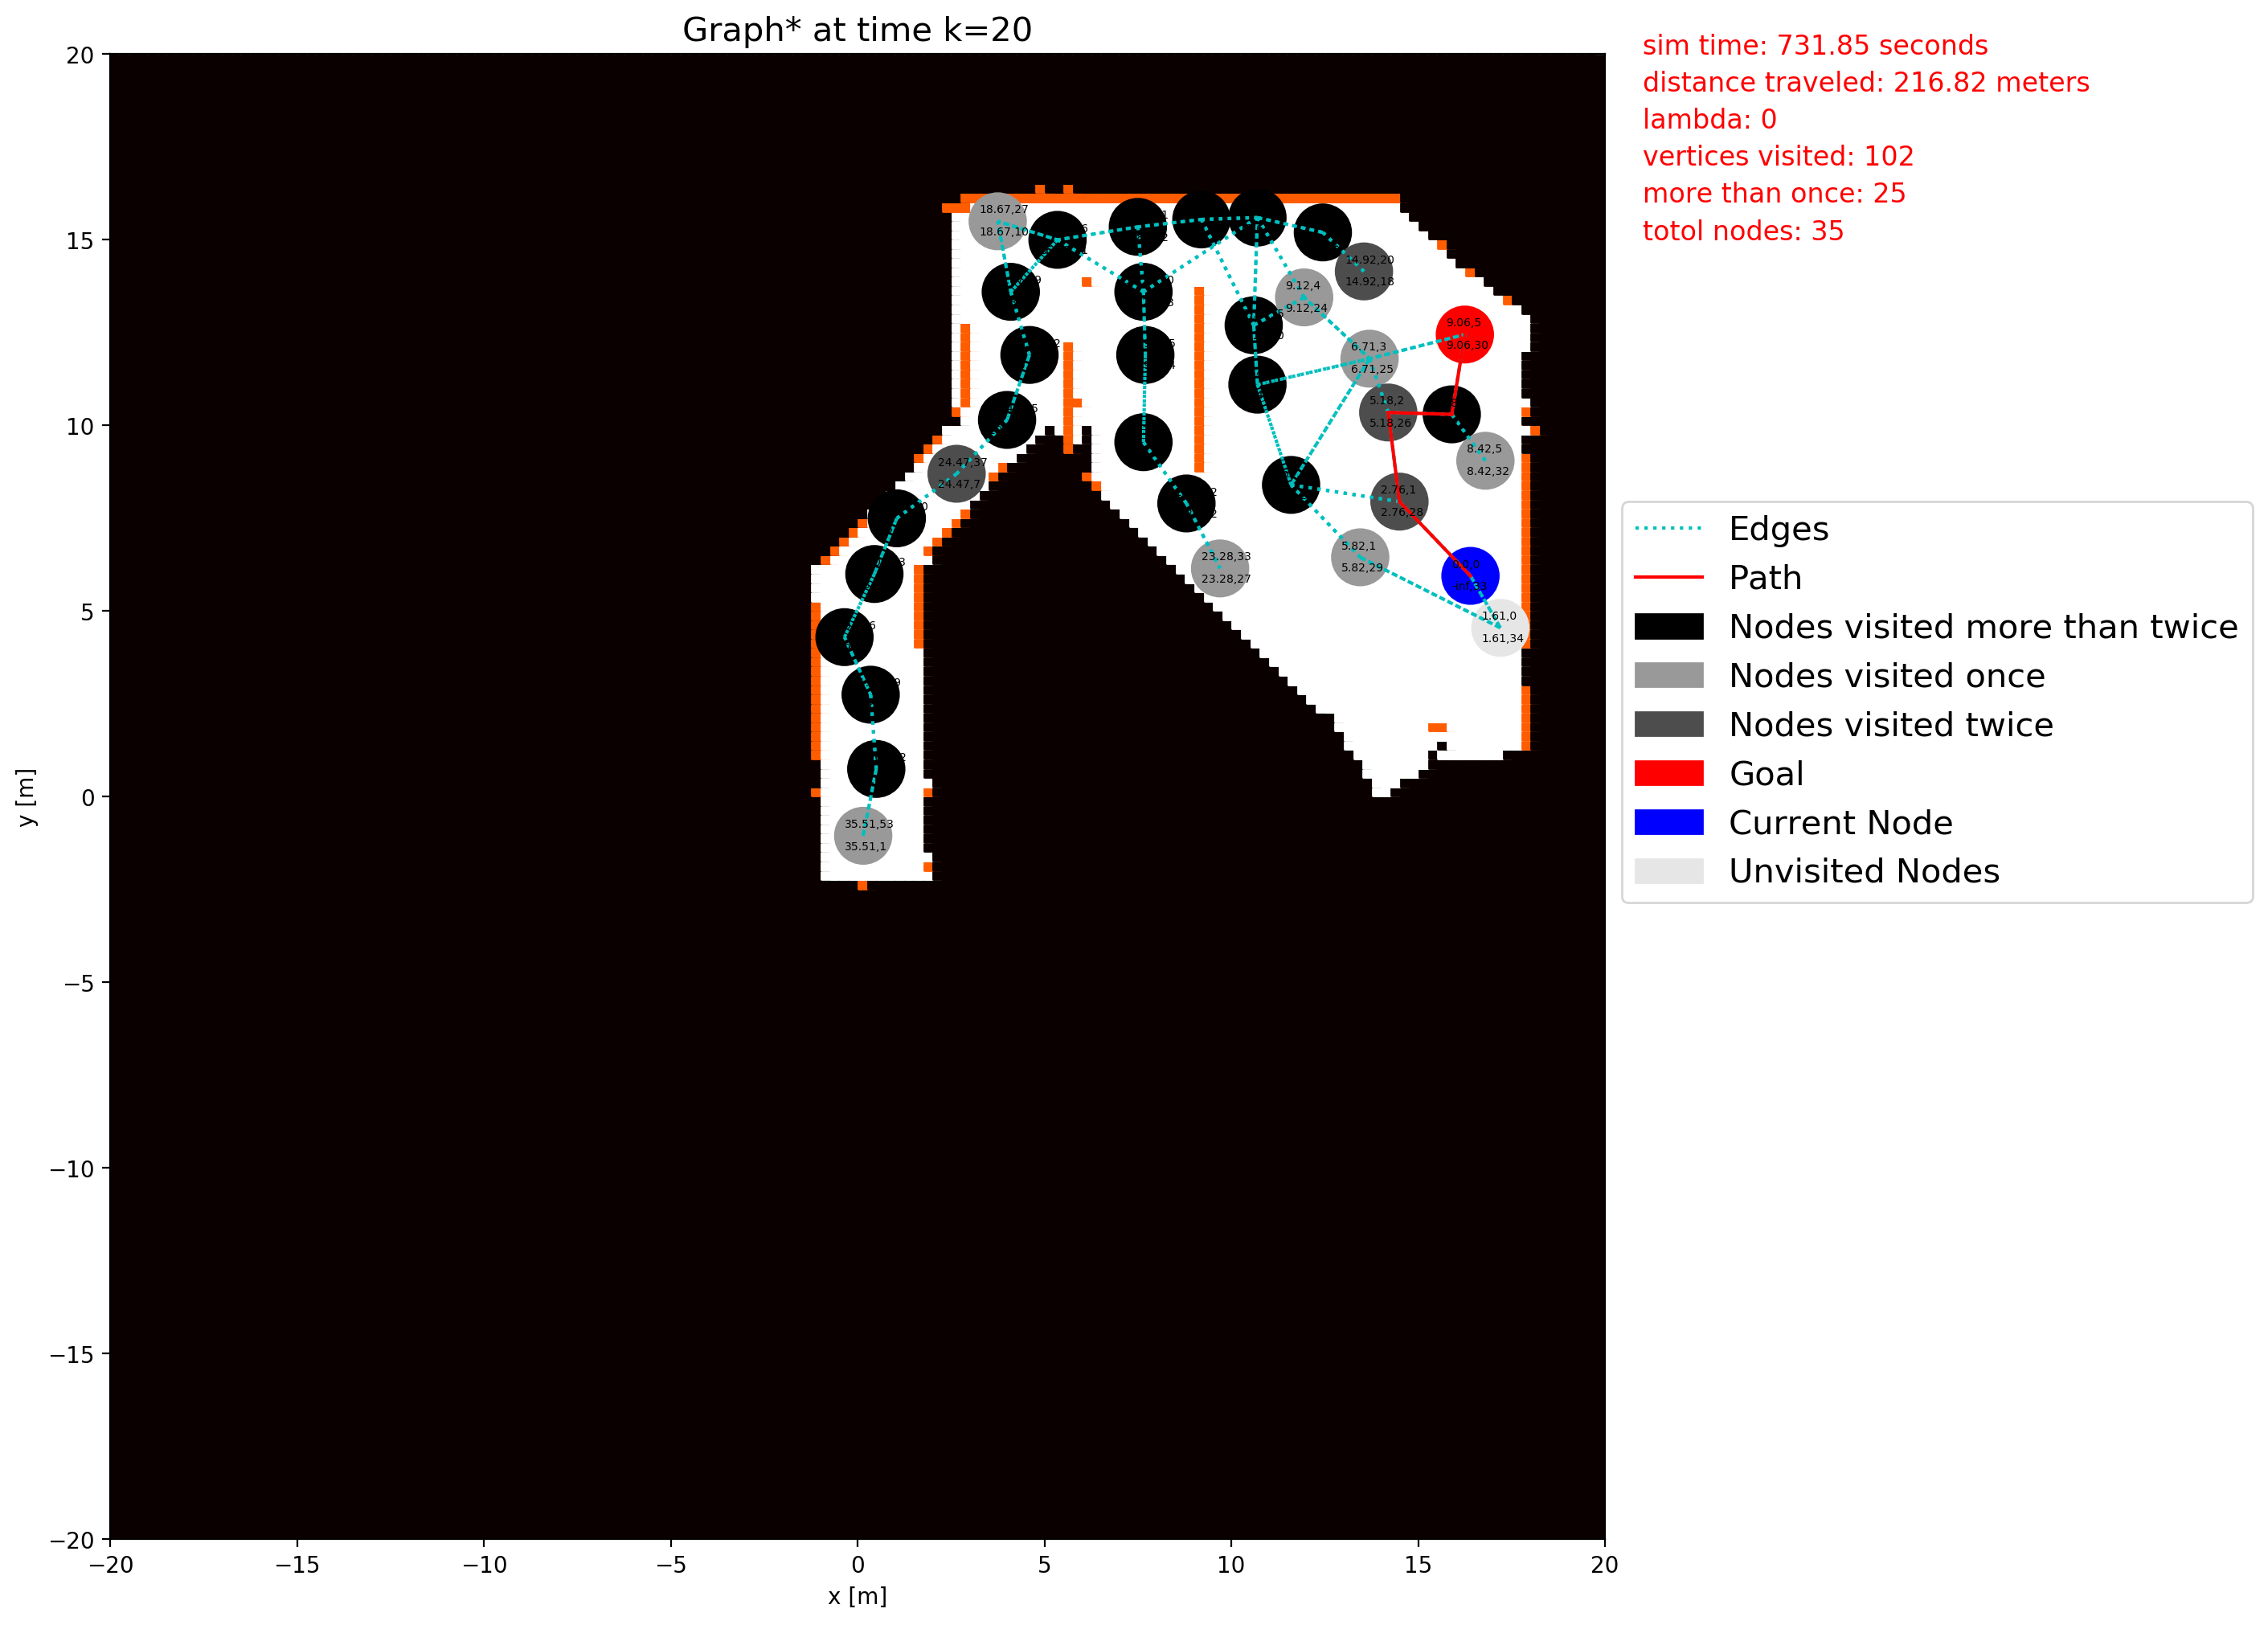 Graph* at time k=20
sim time: 731.85 seconds
distance traveled: 216.82 meters
lambda: 0
vertices visited: 102
more than once: 25
totol nodes: 35
20
15
10
5
0
−5
−10
−15
−20
y [m]
−20
−15
−10
−5
0
5
10
15
20
x [m]
18.67,27
18.67,10
14.92,20
14.92,18
9.12,4
9.12,24
9.06,5
9.06,30
6.71,3
6.71,25
5.18,2
5.18,26
8.42,5
8.42,32
24.47,37
24.47,7
2.76,1
2.76,28
23.28,33
23.28,27
5.82,1
5.82,29
1.61,0
1.61,34
35.51,53
35.51,1
Edges
Path
Nodes visited more than twice
Nodes visited once
Nodes visited twice
Goal
Current Node
Unvisited Nodes